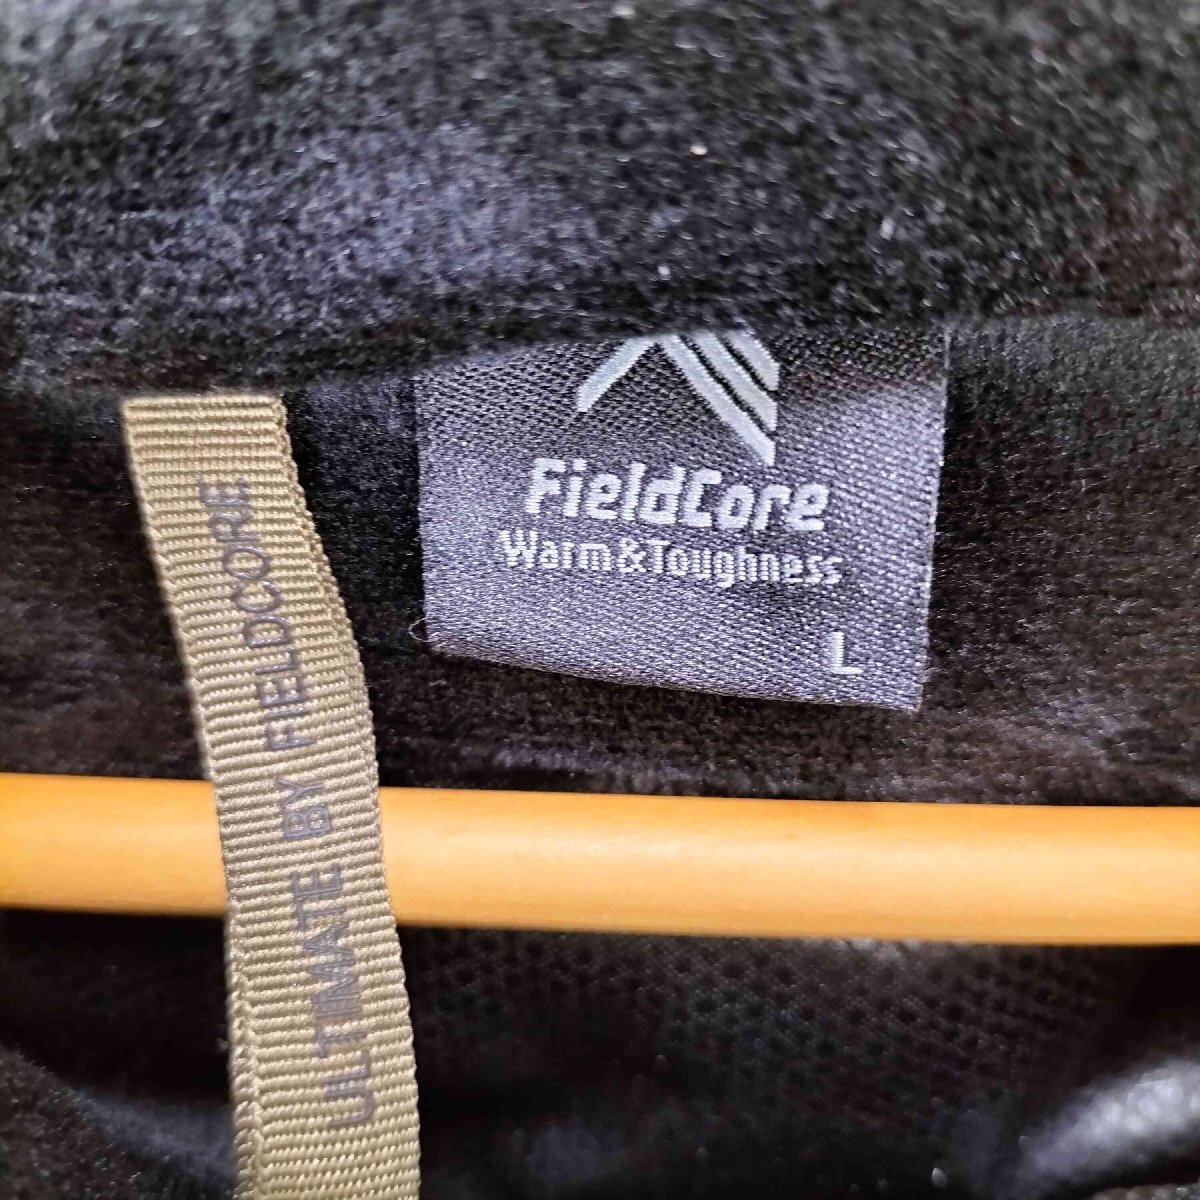 FieldCore
Warm&Toughness
L
ULTIMATE BY FIELDCORE